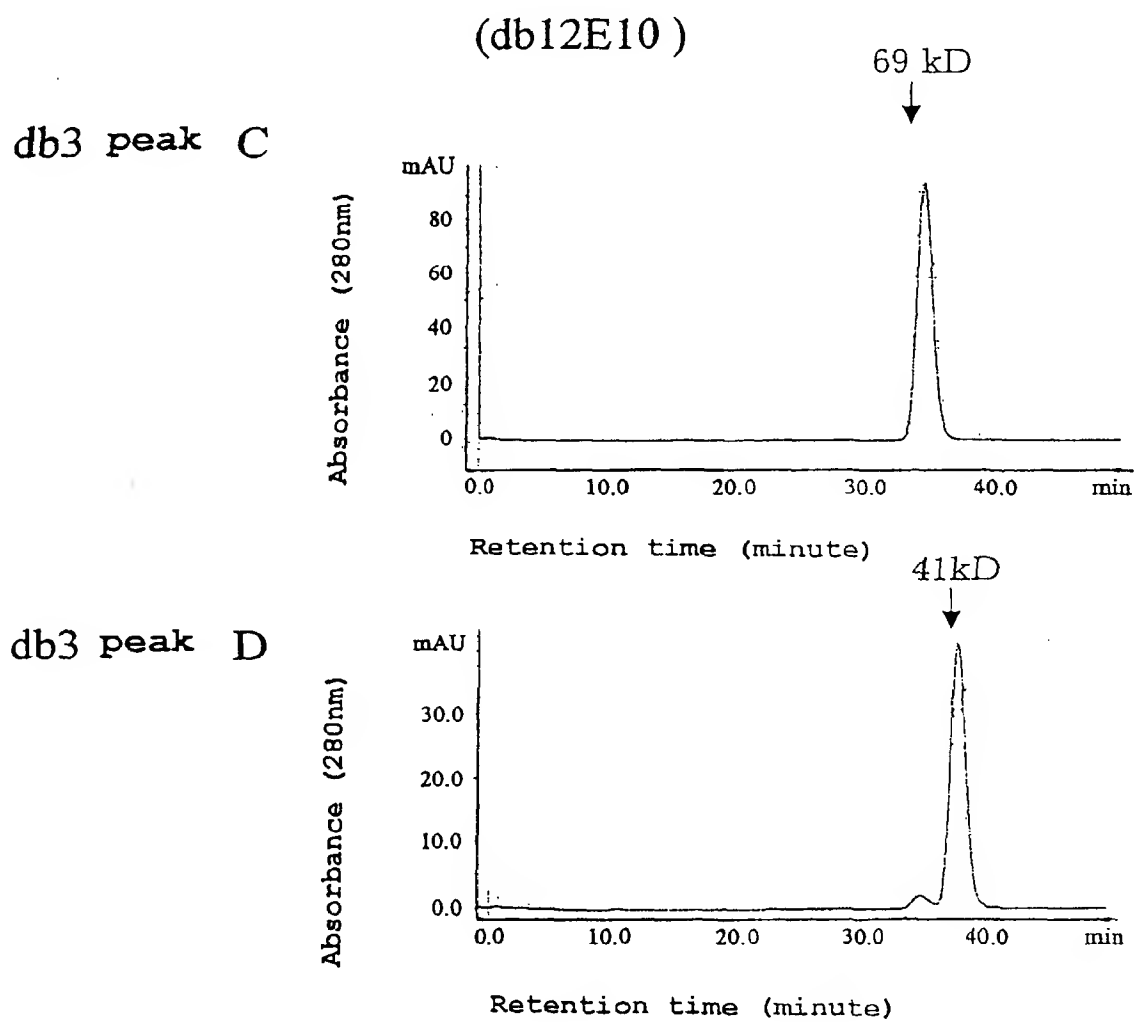 (db12E10 )
69 kD
db3 peak C
mAU
Absorbance (280nm)
80
60
40
20
0
0.0 10.0 20.0 30.0 40.0 min
Retention time (minute)
41kD
db3 peak D
mAU
Absorbance (280nm)
30.0
20.0
10.0
0.0
0.0 10.0 20.0 30.0 40.0 min
Retention time (minute)